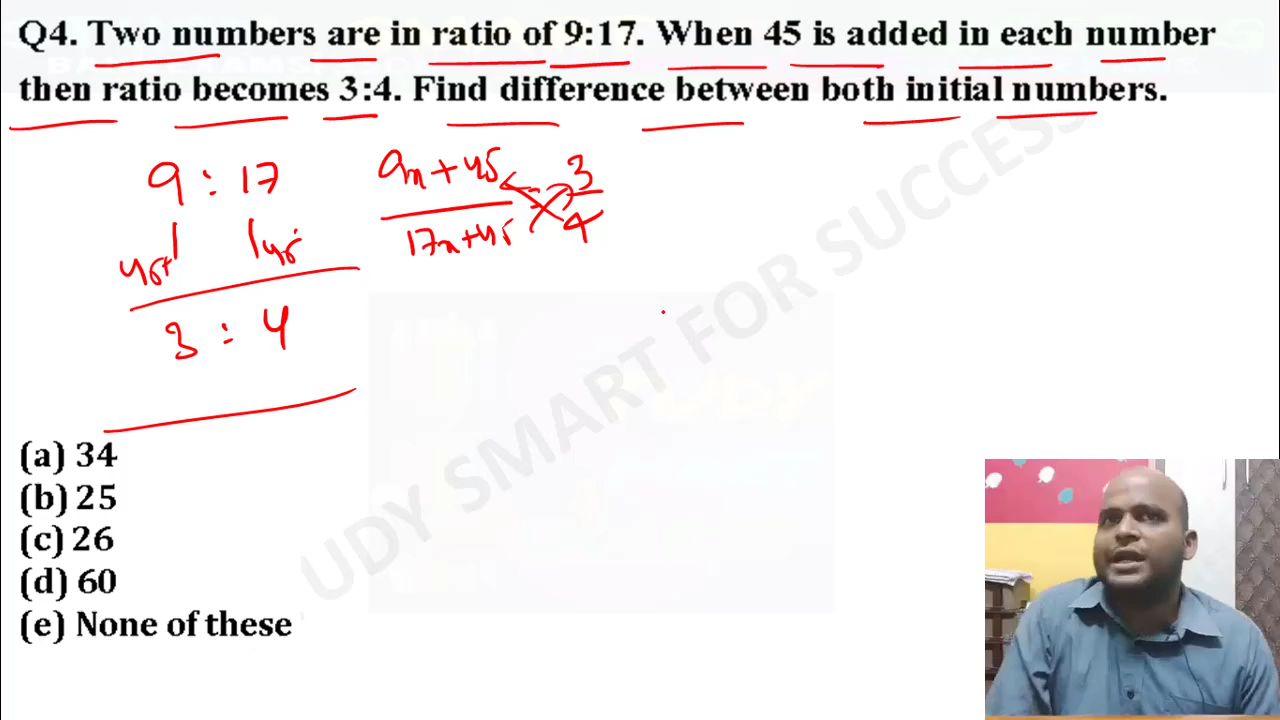 Q4. Two numbers are in ratio of 9:17. When 45 is added in each number
then ratio becomes 3:4. Find difference between both initial numbers.
9 : 17
45+ 45
3 : 4
9x + 45 = 3
17x + 45 4
(a) 34
(b) 25
(c) 26
(d) 60
(e) None of these
UDY SMART FOR SUCCESS